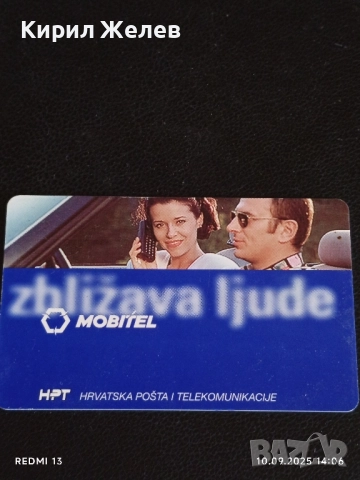 Кирил Желев
zbližava ljude
MOBITEL
HPT HRVATSKA POŠTA I TELEKOMUNIKACIJE
REDMI 13
10.09.2025 14:06
bazar